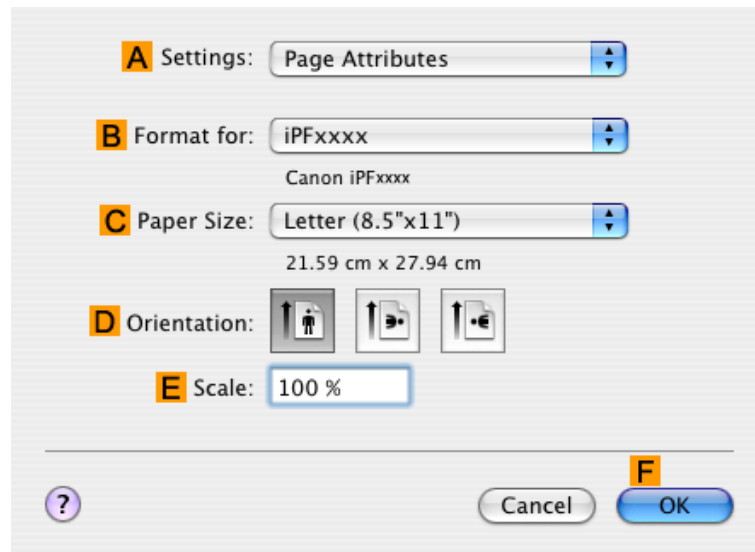 A Settings: Page Attributes
B Format for: iPFxxxx
Canon iPFxxxx
C Paper Size: Letter (8.5"x11")
21.59 cm x 27.94 cm
D Orientation:
E Scale: 100 %
F
? Cancel OK